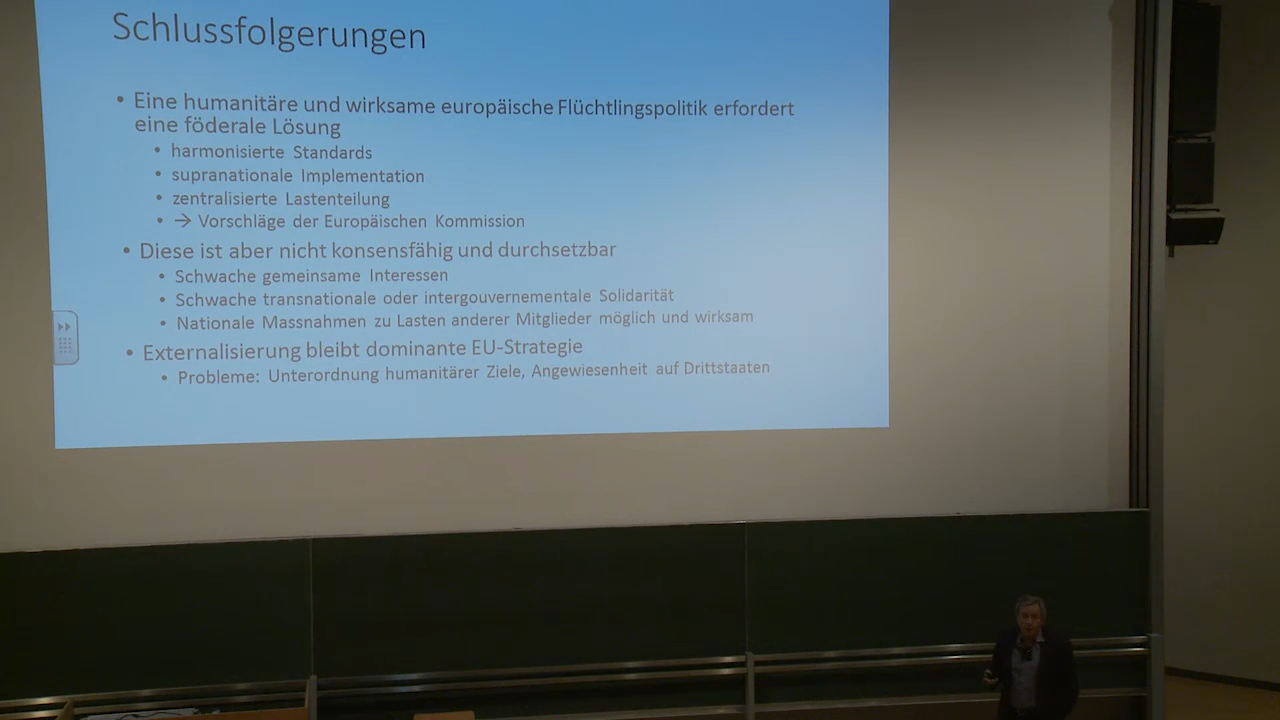 Schlussfolgerungen
• Eine humanitäre und wirksame europäische Flüchtlingspolitik erfordert
eine föderale Lösung
• harmonisierte Standards
• supranationale Implementation
• zentralisierte Lastenteilung
• → Vorschläge der Europäischen Kommission
• Diese ist aber nicht konsensfähig und durchsetzbar
• Schwache gemeinsame Interessen
• Schwache transnationale oder intergouvernementale Solidarität
• Nationale Massnahmen zu Lasten anderer Mitglieder möglich und wirksam
• Externalisierung bleibt dominante EU-Strategie
• Probleme: Unterordnung humanitärer Ziele, Angewiesenheit auf Drittstaaten